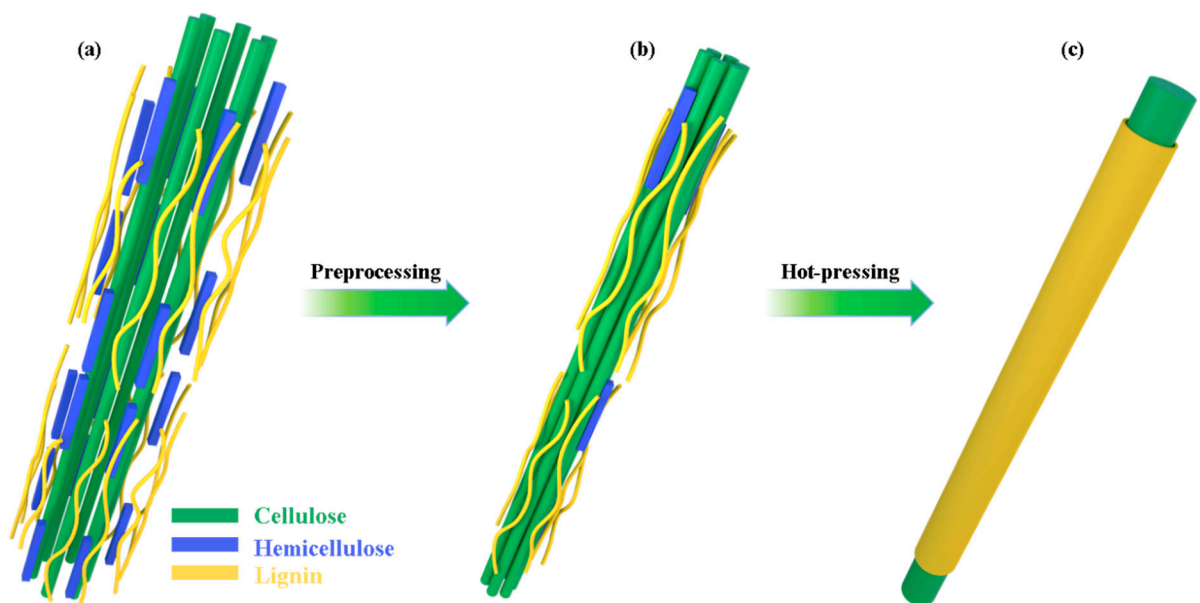 (a)
(b)
(c)
Preprocessing
Hot-pressing
Cellulose
Hemicellulose
Lignin